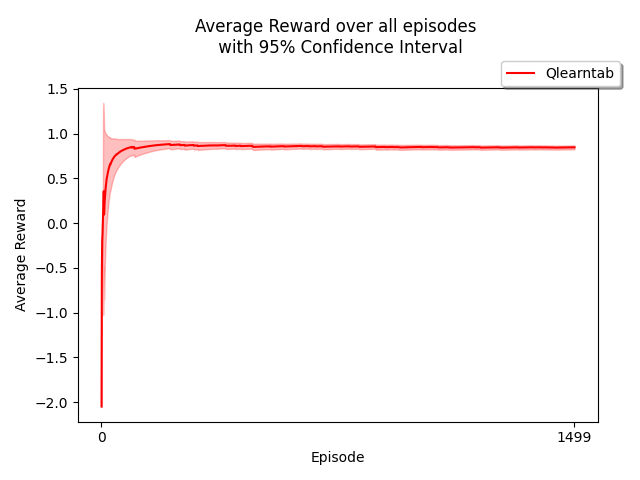 Average Reward over all episodes
with 95% Confidence Interval
Qlearntab
1.5
1.0
0.5
0.0
−0.5
−1.0
−1.5
−2.0
Average Reward
0
1499
Episode